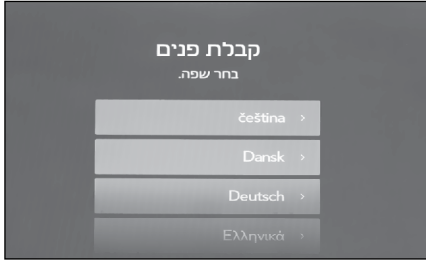 קבלת פנים
בחר שפה.
čeština
Dansk
Deutsch
Ελληνικά